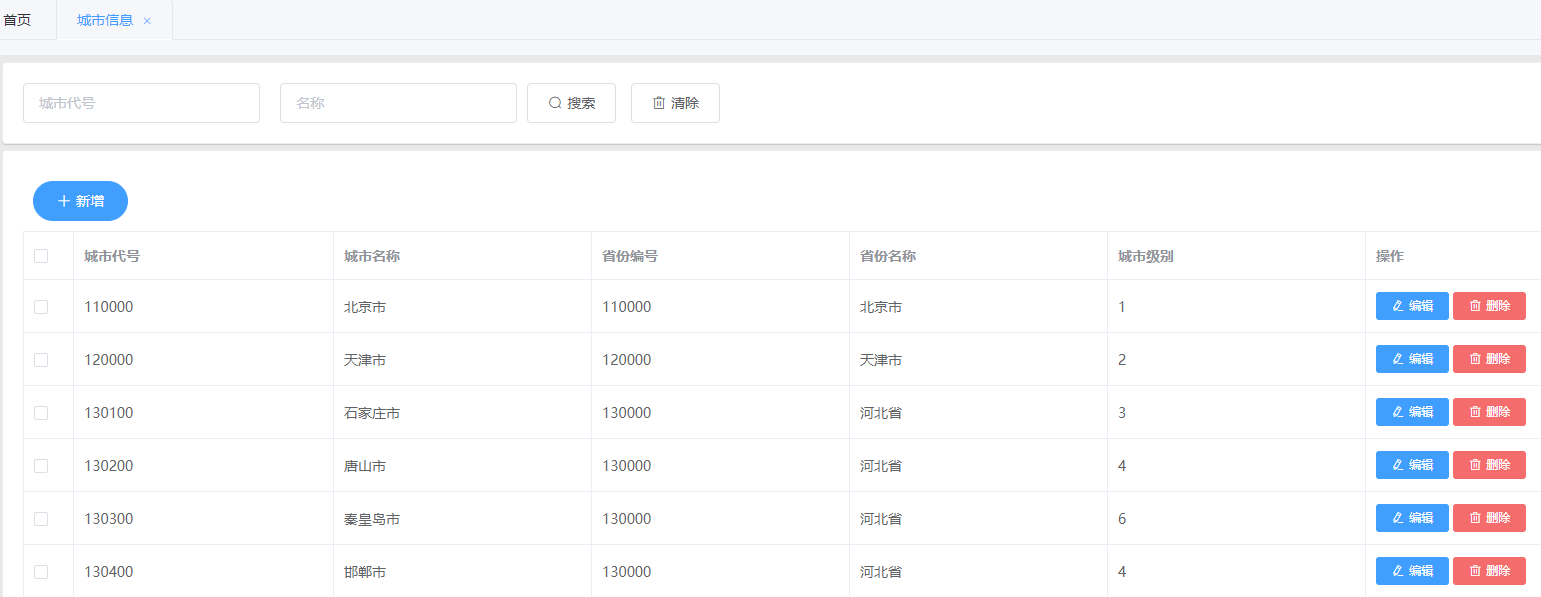 首页 城市信息 ×
城市代号 名称 搜索 清除
+ 新增
城市代号 城市名称 省份编号 省份名称 城市级别 操作
110000 北京市 110000 北京市 1 编辑 删除
120000 天津市 120000 天津市 2 编辑 删除
130100 石家庄市 130000 河北省 3 编辑 删除
130200 唐山市 130000 河北省 4 编辑 删除
130300 秦皇岛市 130000 河北省 6 编辑 删除
130400 邯郸市 130000 河北省 4 编辑 删除